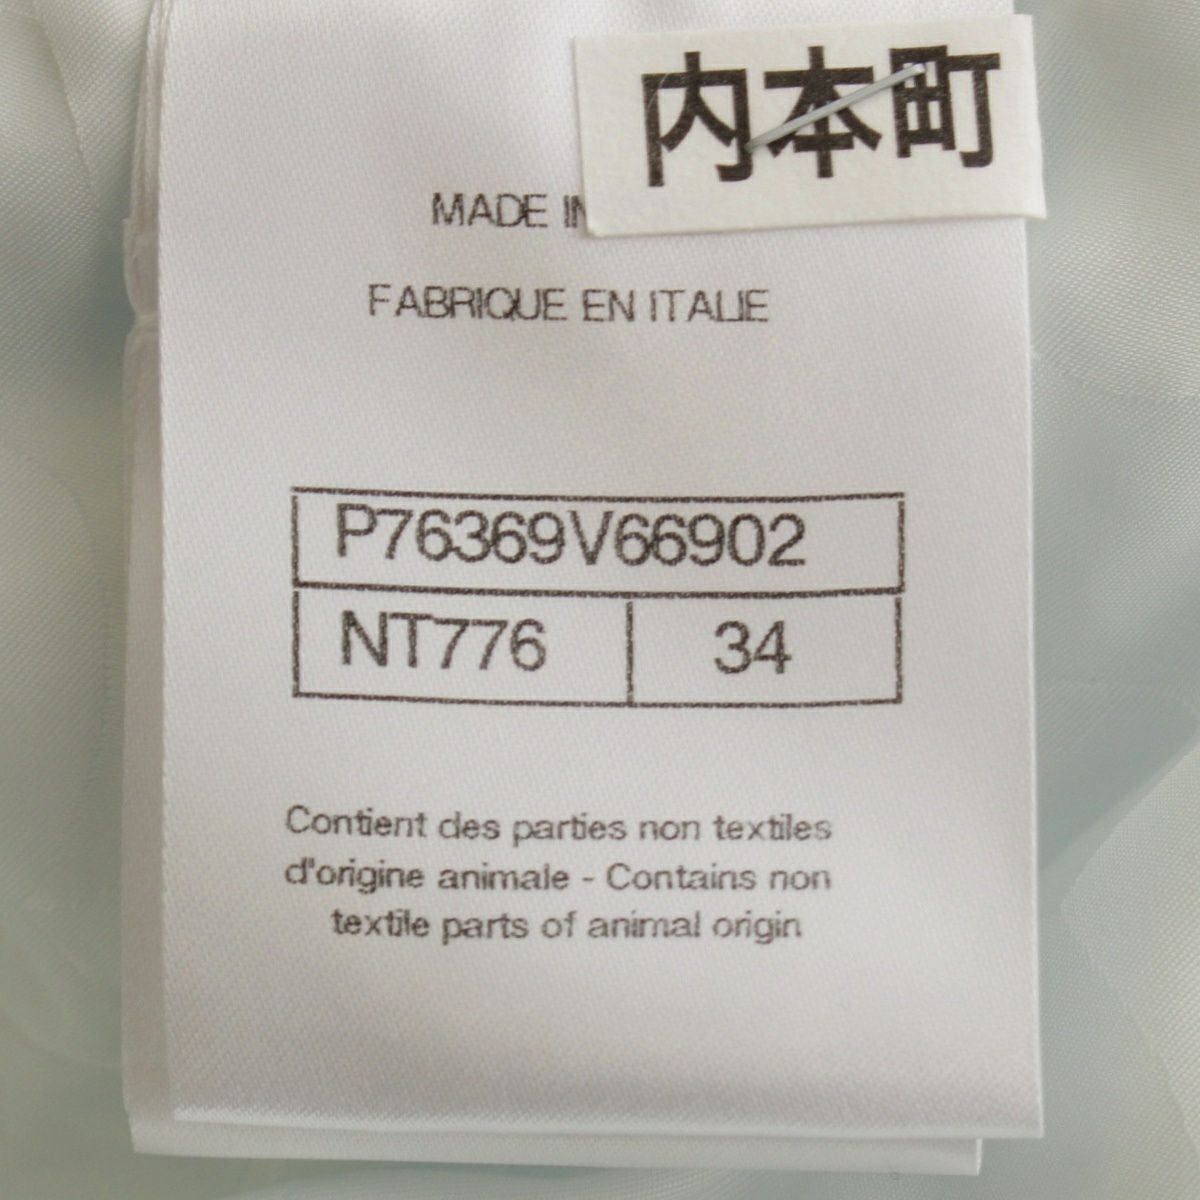 内本町
MADE IN
FABRIQUE EN ITALIE
P76369V66902
NT776 34
Contient des parties non textiles
d'origine animale - Contains non
textile parts of animal origin